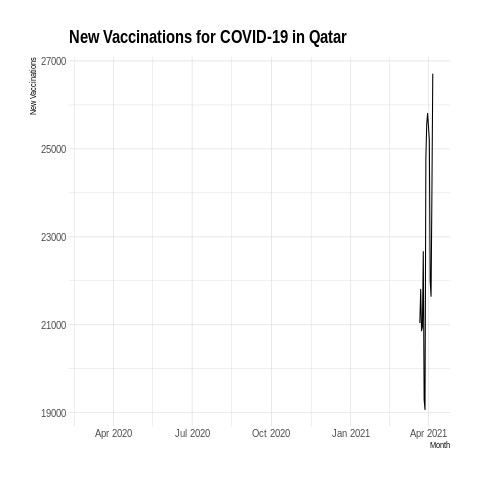 New Vaccinations for COVID-19 in Qatar
New Vaccinations
27000
25000
23000
21000
19000
Apr 2020 Jul 2020 Oct 2020 Jan 2021 Apr 2021
Month